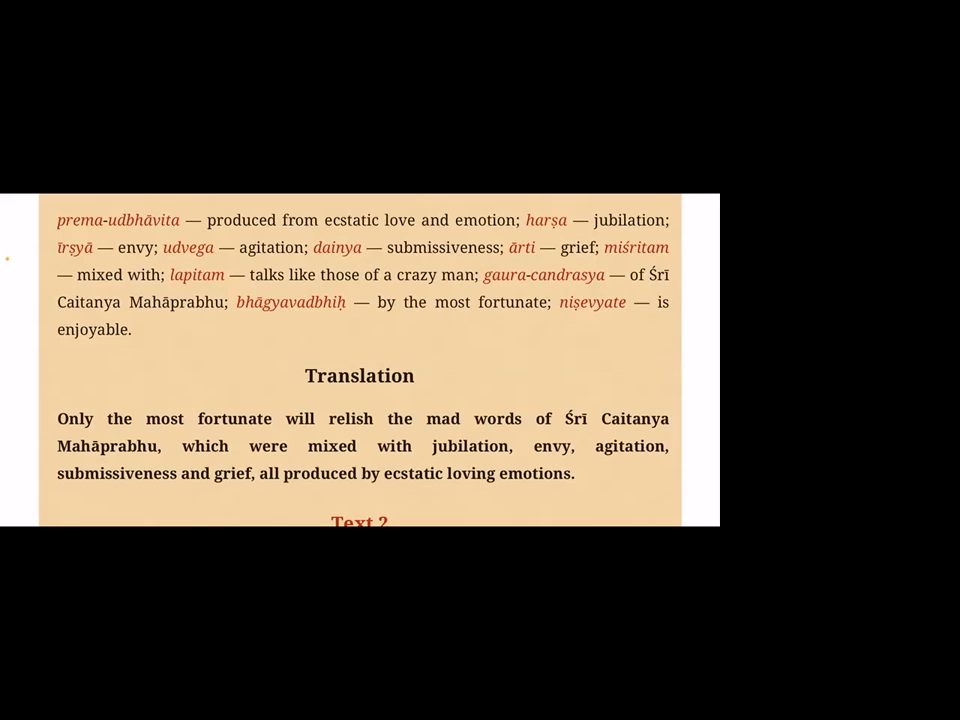 prema-udbhāvita — produced from ecstatic love and emotion; harṣa — jubilation;
īrṣyā — envy; udvega — agitation; dainya — submissiveness; ārti — grief; miśritam
— mixed with; lapitam — talks like those of a crazy man; gaura-candrasya — of Śrī
Caitanya Mahāprabhu; bhāgyavadbhiḥ — by the most fortunate; niṣevyate — is
enjoyable.
Translation
Only the most fortunate will relish the mad words of Śrī Caitanya
Mahāprabhu, which were mixed with jubilation, envy, agitation,
submissiveness and grief, all produced by ecstatic loving emotions.
Text 2